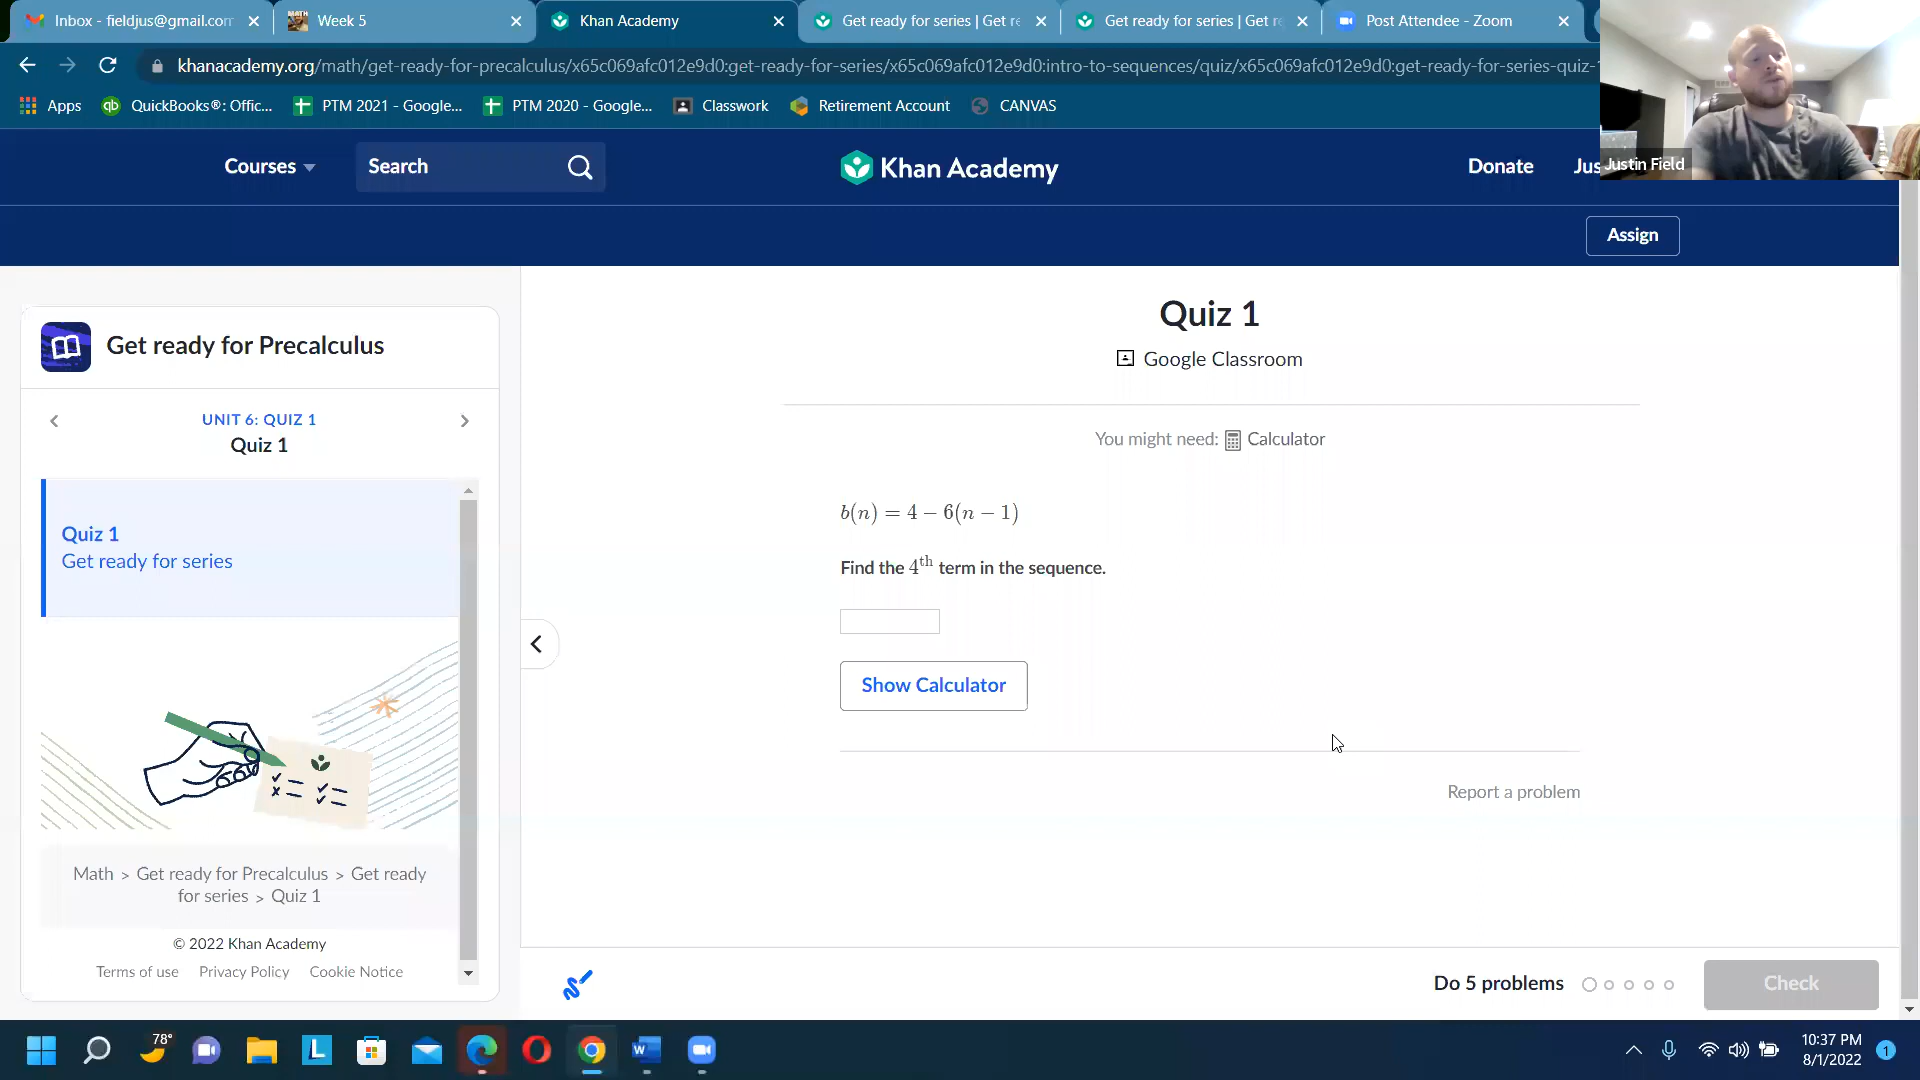 Inbox - fieldjus@gmail.com
Week 5
Khan Academy
Get ready for series | Get re
Get ready for series | Get re
Post Attendee - Zoom
khanacademy.org/math/get-ready-for-precalculus/x65c069afc012e9d0:get-ready-for-series/x65c069afc012e9d0:intro-to-sequences/quiz/x65c069afc012e9d0:get-ready-for-series-quiz-1
Apps
qb QuickBooks®: Offic...
PTM 2021 - Google...
PTM 2020 - Google...
Classwork
Retirement Account
CANVAS
Justin Field
Courses
Search
Khan Academy
Donate
Jus
Assign
Get ready for Precalculus
UNIT 6: QUIZ 1
Quiz 1
Quiz 1
Get ready for series
Math > Get ready for Precalculus > Get ready
for series > Quiz 1
© 2022 Khan Academy
Terms of use Privacy Policy Cookie Notice
Quiz 1
Google Classroom
You might need: Calculator
b(n) = 4 − 6(n − 1)
Find the 4th term in the sequence.
Show Calculator
Report a problem
Do 5 problems
Check
78°
L
W
10:37 PM
8/1/2022
1